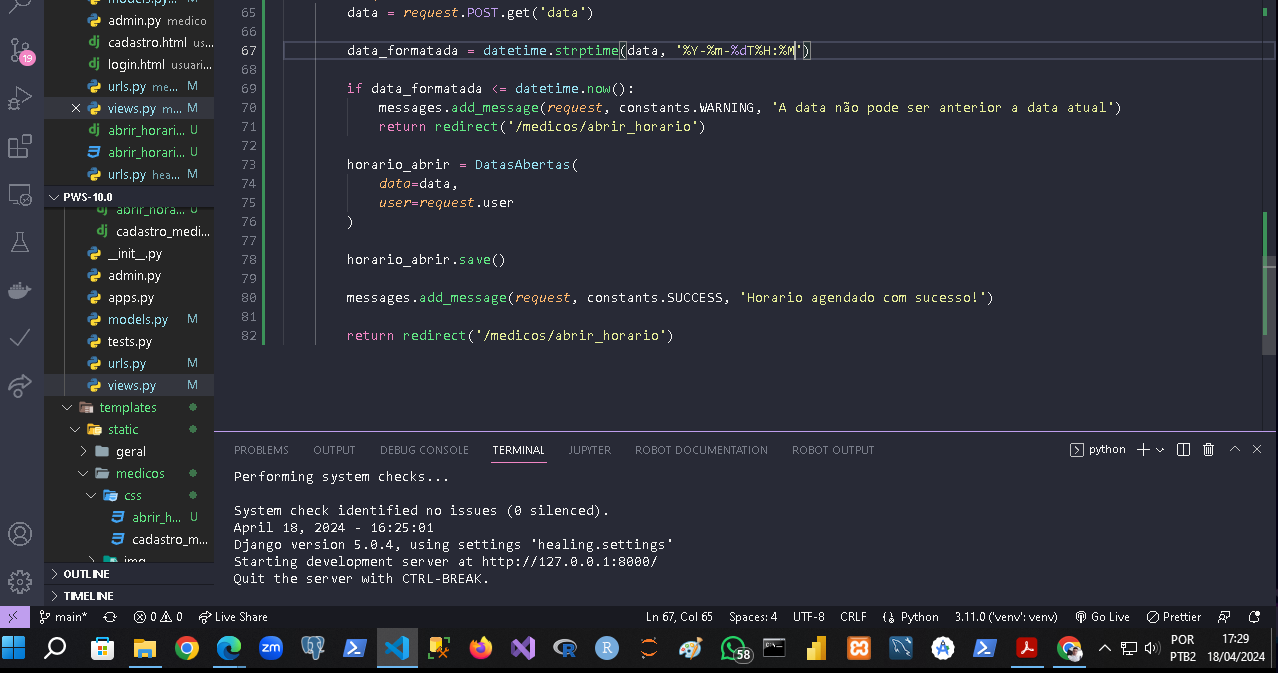 models.py... M
admin.py medico
cadastro.html us...
login.html usuari...
urls.py me... M
views.py m... M
abrir_horari... U
abrir_horari... U
urls.py hea... M
PWS-10.0
abrir_hora... U
cadastro_medi...
__init__.py
admin.py
apps.py
models.py M
tests.py
urls.py M
views.py M
templates
static
geral
medicos
css
abrir_h... U
cadastro_m...
img
OUTLINE
TIMELINE
19
65 data = request.POST.get('data')
66
67 data_formatada = datetime.strptime(data, '%Y-%m-%dT%H:%M')
68
69 if data_formatada <= datetime.now():
70 messages.add_message(request, constants.WARNING, 'A data não pode ser anterior a data atual')
71 return redirect('/medicos/abrir_horario')
72
73 horario_abrir = DatasAbertas(
74 data=data,
75 user=request.user
76 )
77
78 horario_abrir.save()
79
80 messages.add_message(request, constants.SUCCESS, 'Horario agendado com sucesso!')
81
82 return redirect('/medicos/abrir_horario')
PROBLEMS OUTPUT DEBUG CONSOLE TERMINAL JUPYTER ROBOT DOCUMENTATION ROBOT OUTPUT python
Performing system checks...
System check identified no issues (0 silenced).
April 18, 2024 - 16:25:01
Django version 5.0.4, using settings 'healing.settings'
Starting development server at http://127.0.0.1:8000/
Quit the server with CTRL-BREAK.
main* 0 0 Live Share Ln 67, Col 65 Spaces: 4 UTF-8 CRLF Python 3.11.0 ('venv': venv) Go Live Prettier
zm R R 58 A
POR
PTB2
17:29
18/04/2024